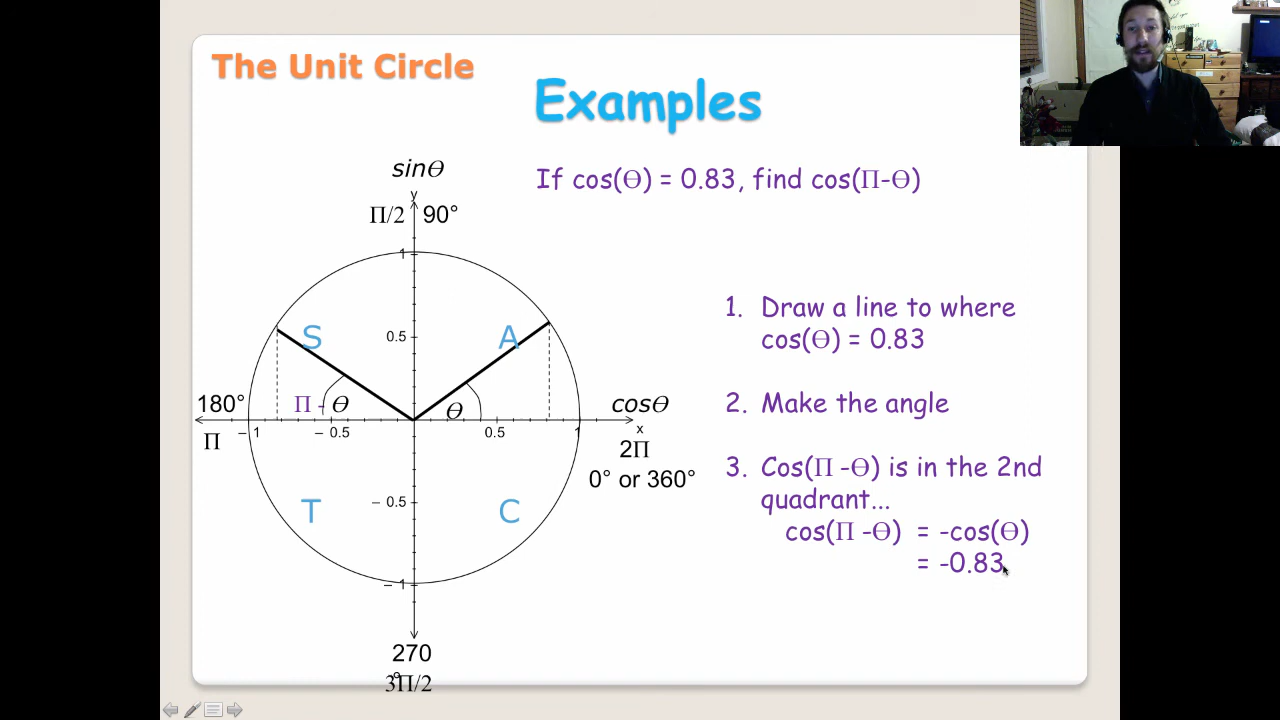 The Unit Circle
Examples
If cos(Ɵ) = 0.83, find cos(Π-Ɵ)
sinƟ
y
Π/2 90°
1
0.5
S A
180° Π - Ɵ Ɵ cosƟ
Π – 1 – 0.5 0.5 1 x
2Π
0° or 360°
– 0.5
T C
– 1
270
°
3Π/2
1. Draw a line to where
cos(Ɵ) = 0.83
2. Make the angle
3. Cos(Π -Ɵ) is in the 2nd
quadrant...
cos(Π -Ɵ) = -cos(Ɵ)
= -0.83